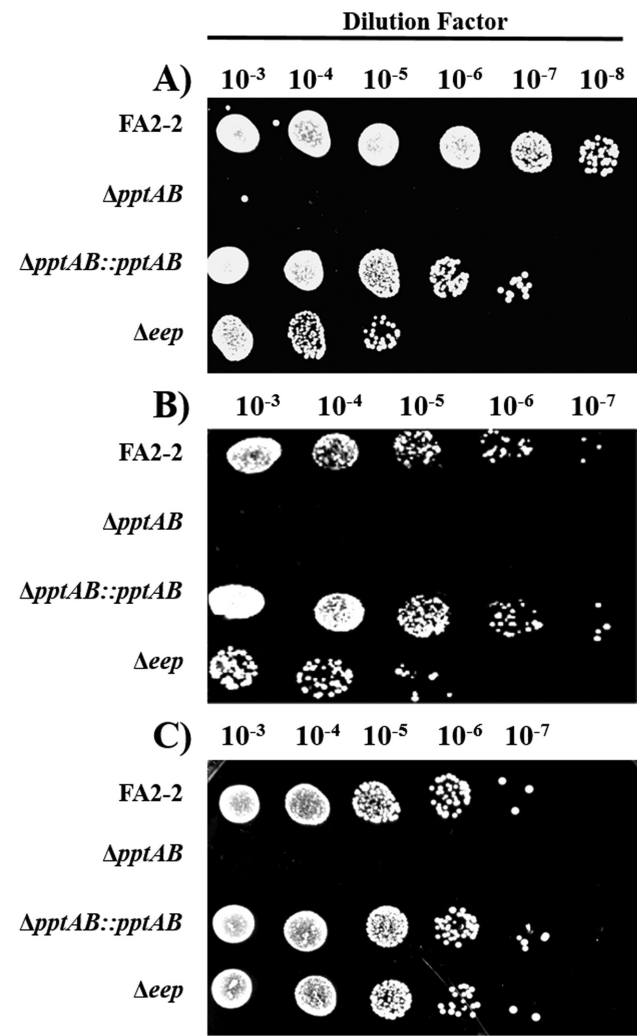 Dilution Factor
A) 10⁻³ 10⁻⁴ 10⁻⁵ 10⁻⁶ 10⁻⁷ 10⁻⁸
FA2-2
ΔpptAB
ΔpptAB::pptAB
Δeep
B) 10⁻³ 10⁻⁴ 10⁻⁵ 10⁻⁶ 10⁻⁷
FA2-2
ΔpptAB
ΔpptAB::pptAB
Δeep
C) 10⁻³ 10⁻⁴ 10⁻⁵ 10⁻⁶ 10⁻⁷
FA2-2
ΔpptAB
ΔpptAB::pptAB
Δeep